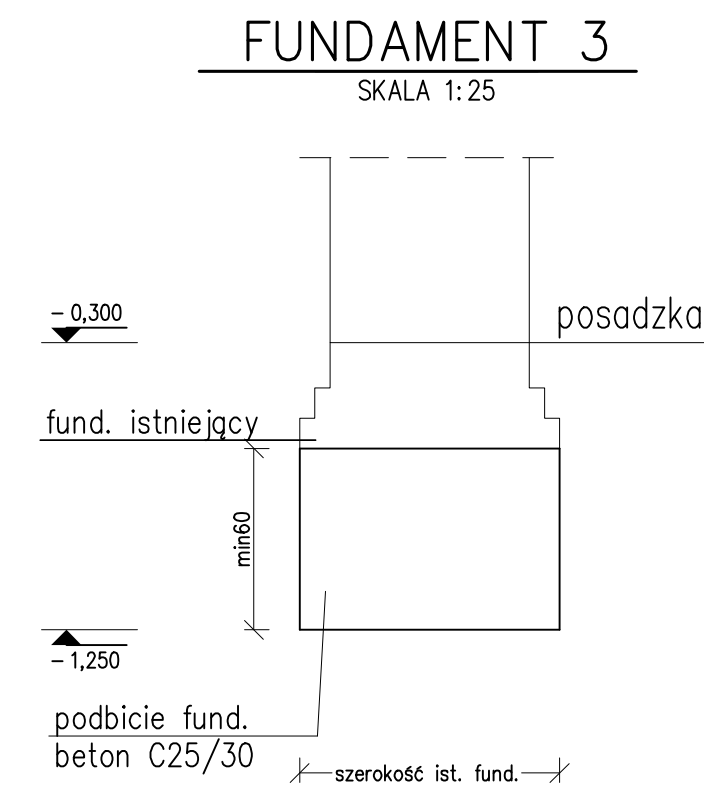 FUNDAMENT 3
SKALA 1:25
- 0,300
posadzka
fund. istniejący
min60
- 1,250
podbicie fund.
beton C25/30
szerokość ist. fund.